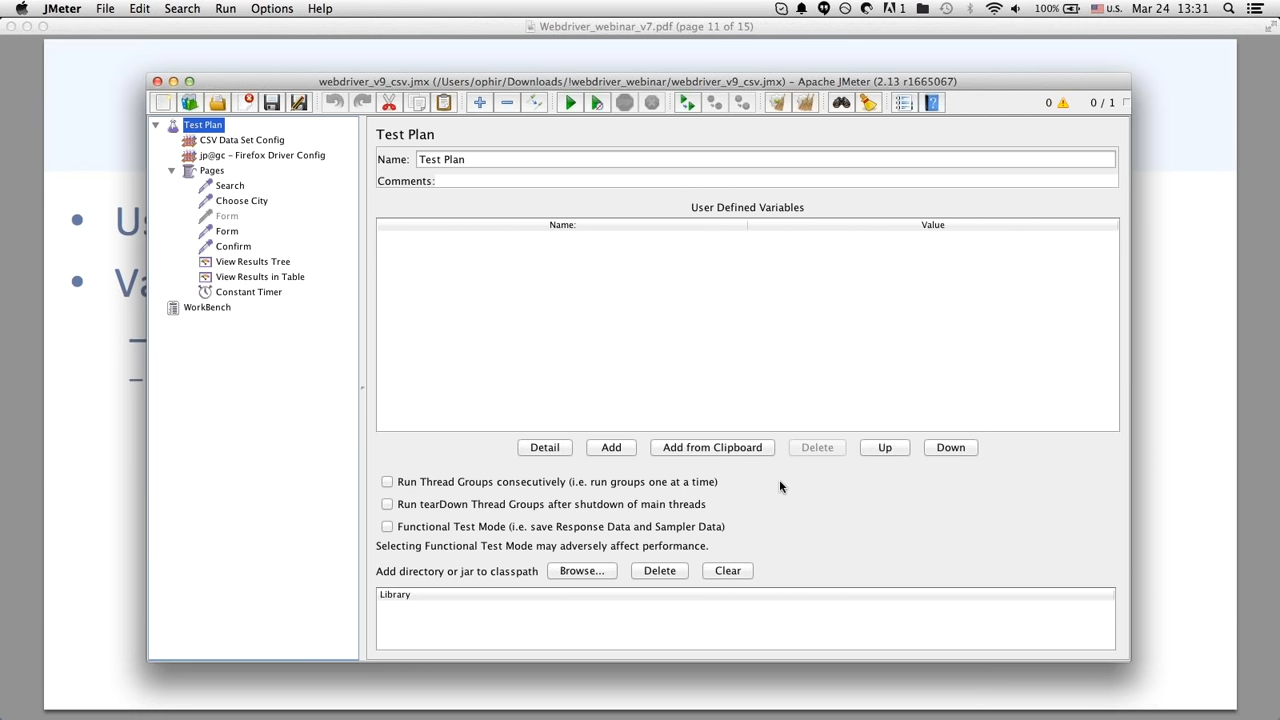 JMeter File Edit Search Run Options Help
1 100% U.S. Mar 24 13:31
Webdriver_webinar_v7.pdf (page 11 of 15)
webdriver_v9_csv.jmx (/Users/ophir/Downloads/!webdriver_webinar/webdriver_v9_csv.jmx) – Apache JMeter (2.13 r1665067)
0 0 / 1
Test Plan
CSV Data Set Config
jp@gc – Firefox Driver Config
Pages
Search
Choose City
Form
Form
Confirm
View Results Tree
View Results in Table
Constant Timer
WorkBench
Test Plan
Name: Test Plan
Comments:
User Defined Variables
Name: Value
Detail Add Add from Clipboard Delete Up Down
Run Thread Groups consecutively (i.e. run groups one at a time)
Run tearDown Thread Groups after shutdown of main threads
Functional Test Mode (i.e. save Response Data and Sampler Data)
Selecting Functional Test Mode may adversely affect performance.
Add directory or jar to classpath Browse... Delete Clear
Library